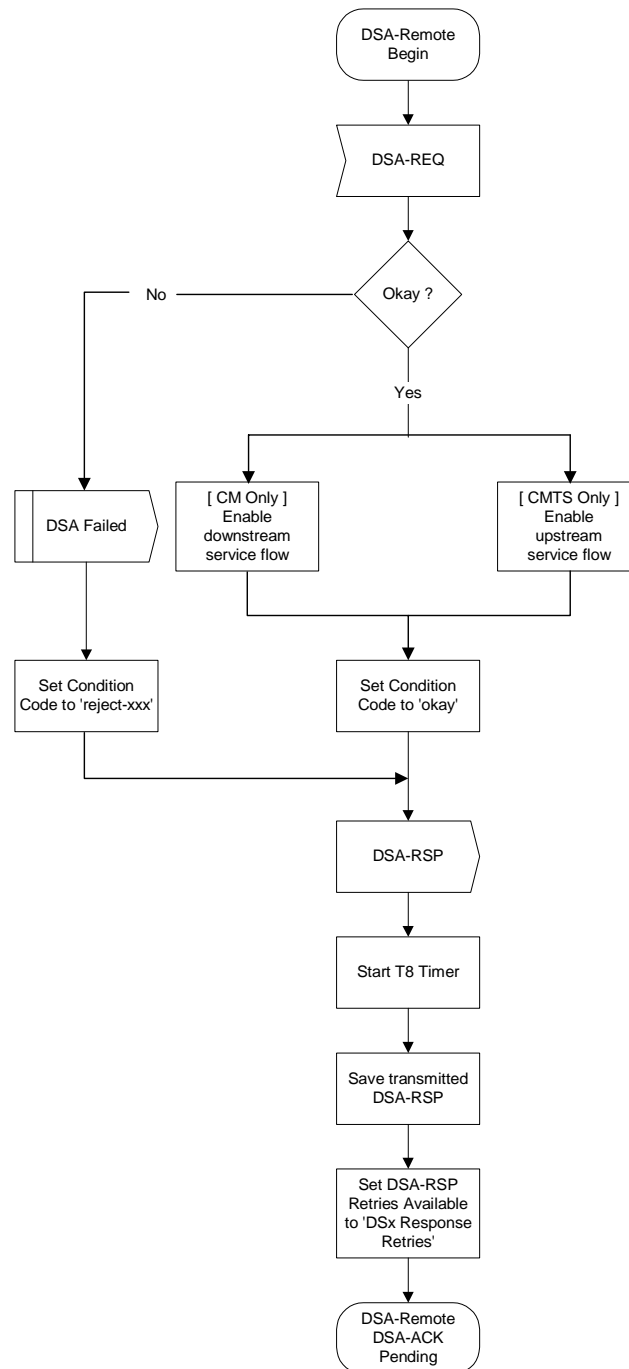 DSA-Remote
Begin
DSA-REQ
Okay ?
No
Yes
DSA Failed
[ CM Only ]
Enable
downstream
service flow
[ CMTS Only ]
Enable
upstream
service flow
Set Condition
Code to 'reject-xxx'
Set Condition
Code to 'okay'
DSA-RSP
Start T8 Timer
Save transmitted
DSA-RSP
Set DSA-RSP
Retries Available
to 'DSx Response
Retries'
DSA-Remote
DSA-ACK
Pending